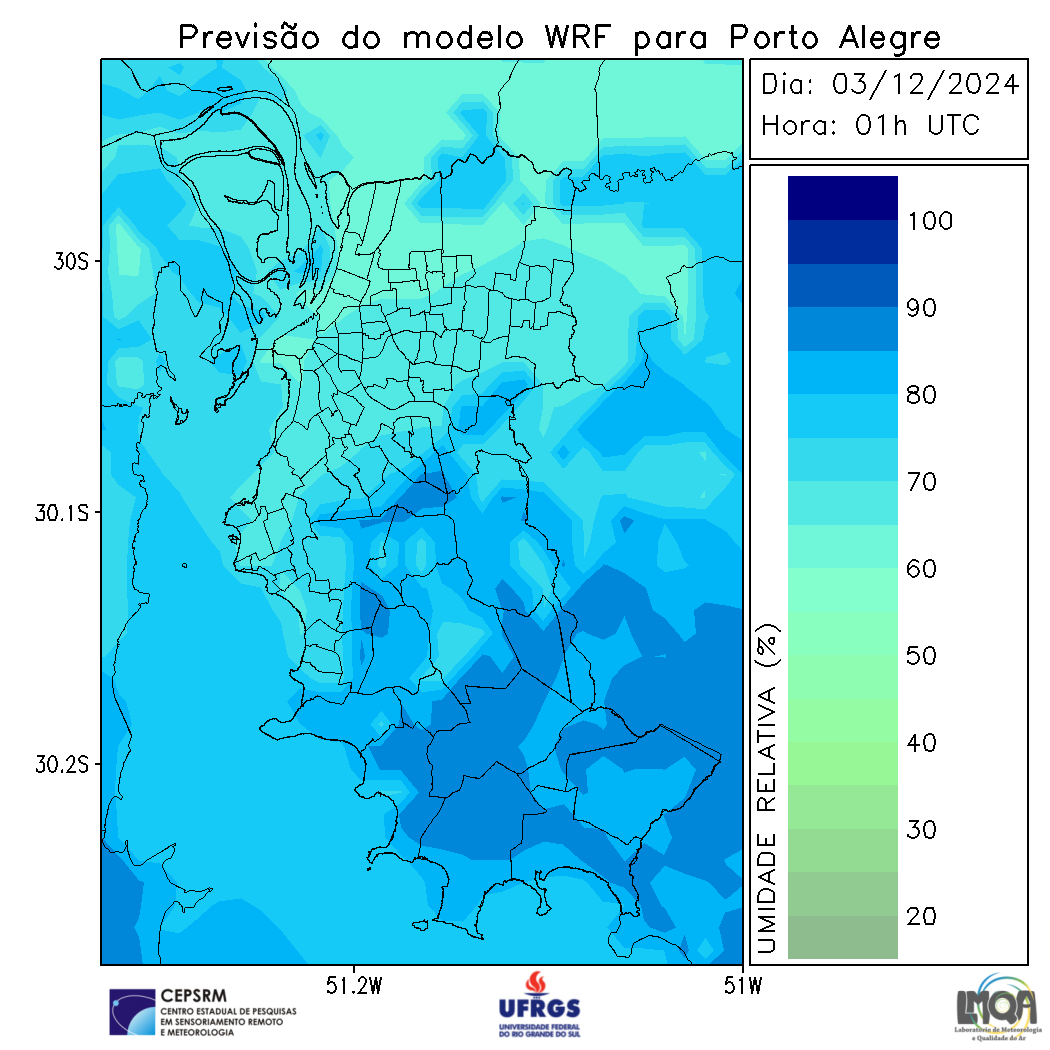 Previsão do modelo WRF para Porto Alegre
Dia: 03/12/2024
Hora: 01h UTC
100
90
80
70
60
50
40
30
20
UMIDADE RELATIVA (%)
30S
30.1S
30.2S
51.2W
51W
CEPSRM
CENTRO ESTADUAL DE PESQUISAS
EM SENSORIAMENTO REMOTO
E METEOROLOGIA
UFRGS
UNIVERSIDADE FEDERAL
DO RIO GRANDE DO SUL
LMQA
Laboratório de Meteorologia
e Qualidade do Ar